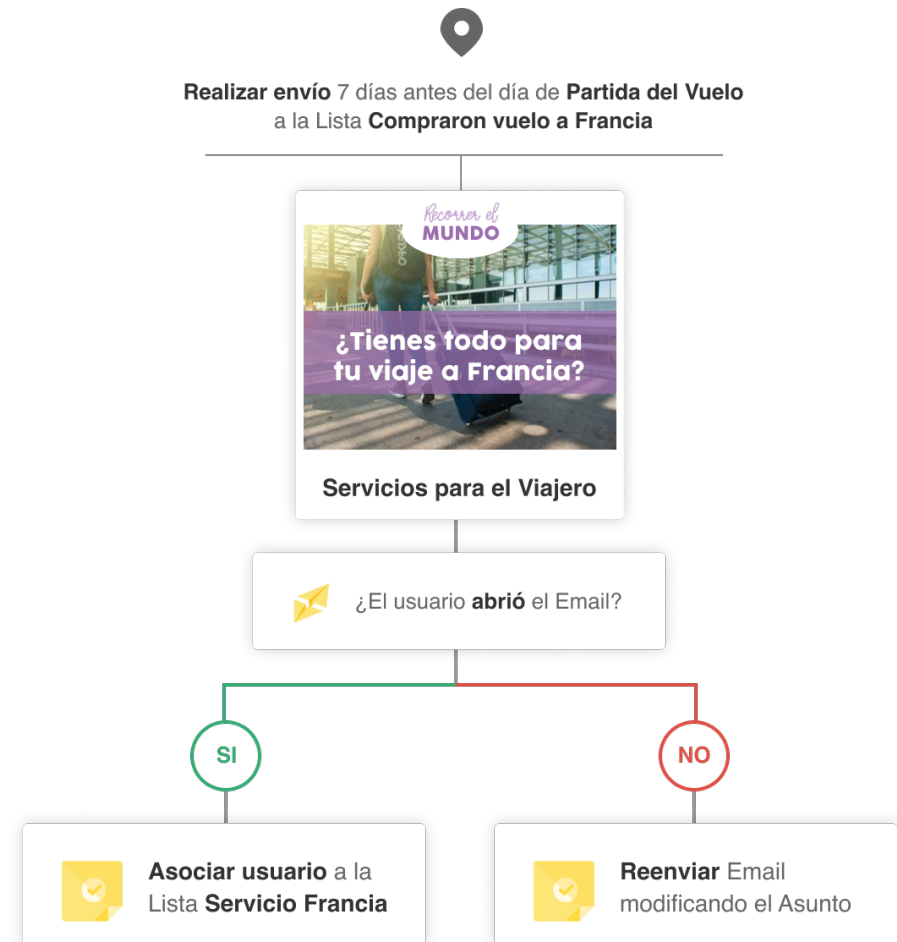 Realizar envío 7 días antes del día de Partida del Vuelo
a la Lista Compraron vuelo a Francia
Recorrer el
MUNDO
OAKLEY
¿Tienes todo para
tu viaje a Francia?
Servicios para el Viajero
¿El usuario abrió el Email?
SI
NO
Asociar usuario a la
Lista Servicio Francia
Reenviar Email
modificando el Asunto